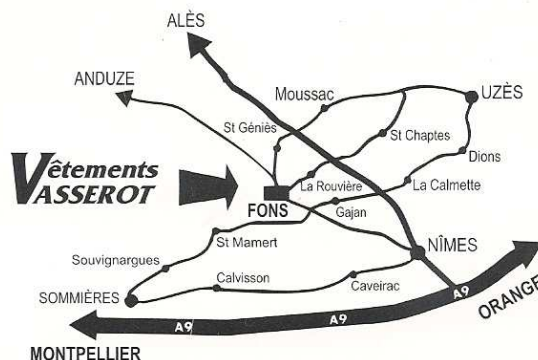 ALÈS
ANDUZE
Moussac
UZÈS
St Géniès
St Chaptes
Dions
Vêtements
VASSEROT
La Rouvière
La Calmette
FONS
Gajan
St Mamert
NÎMES
Souvignargues
Calvisson
Caveirac
SOMMIÈRES
A9
ORANGE
A9
A9
MONTPELLIER